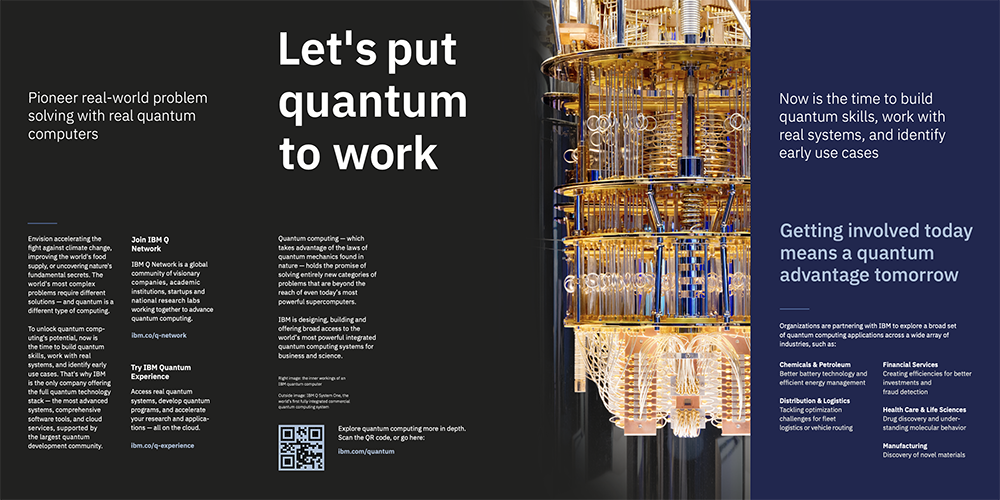 Pioneer real-world problem
solving with real quantum
computers
Envision accelerating the
fight against climate change,
improving the world's food
supply, or uncovering nature's
fundamental secrets. The
world's most complex
problems require different
solutions — and quantum is a
different type of computing.
To unlock quantum comp-
uting's potential, now is
the time to build quantum
skills, work with real
systems, and identify early
use cases. That's why IBM
is the only company offering
the full quantum technology
stack — the most advanced
systems, comprehensive
software tools, and cloud
services, supported by
the largest quantum
development community.
Join IBM Q
Network
IBM Q Network is a global
community of visionary
companies, academic
institutions, startups and
national research labs
working together to advance
quantum computing.
ibm.co/q-network
Try IBM Quantum
Experience
Access real quantum
systems, develop quantum
programs, and accelerate
your research and applica-
tions — all on the cloud.
ibm.co/q-experience
Let's put
quantum
to work
Quantum computing — which
takes advantage of the laws of
quantum mechanics found in
nature — holds the promise of
solving entirely new categories of
problems that are beyond the
reach of even today's most
powerful supercomputers.
IBM is designing, building and
offering broad access to the
world's most powerful integrated
quantum computing systems for
business and science.
Right image: the inner workings of an
IBM quantum computer
Outside image: IBM Q System One, the
world's first fully integrated commercial
quantum computing system
Explore quantum computing more in depth.
Scan the QR code, or go here:
ibm.com/quantum
Now is the time to build
quantum skills, work with
real systems, and identify
early use cases
Getting involved today
means a quantum
advantage tomorrow
Organizations are partnering with IBM to explore a broad set
of quantum computing applications across a wide array of
industries, such as:
Chemicals & Petroleum
Better battery technology and
efficient energy management
Distribution & Logistics
Tackling optimization
challenges for fleet
logistics or vehicle routing
Financial Services
Creating efficiencies for better
investments and
fraud detection
Health Care & Life Sciences
Drug discovery and under-
standing molecular behavior
Manufacturing
Discovery of novel materials